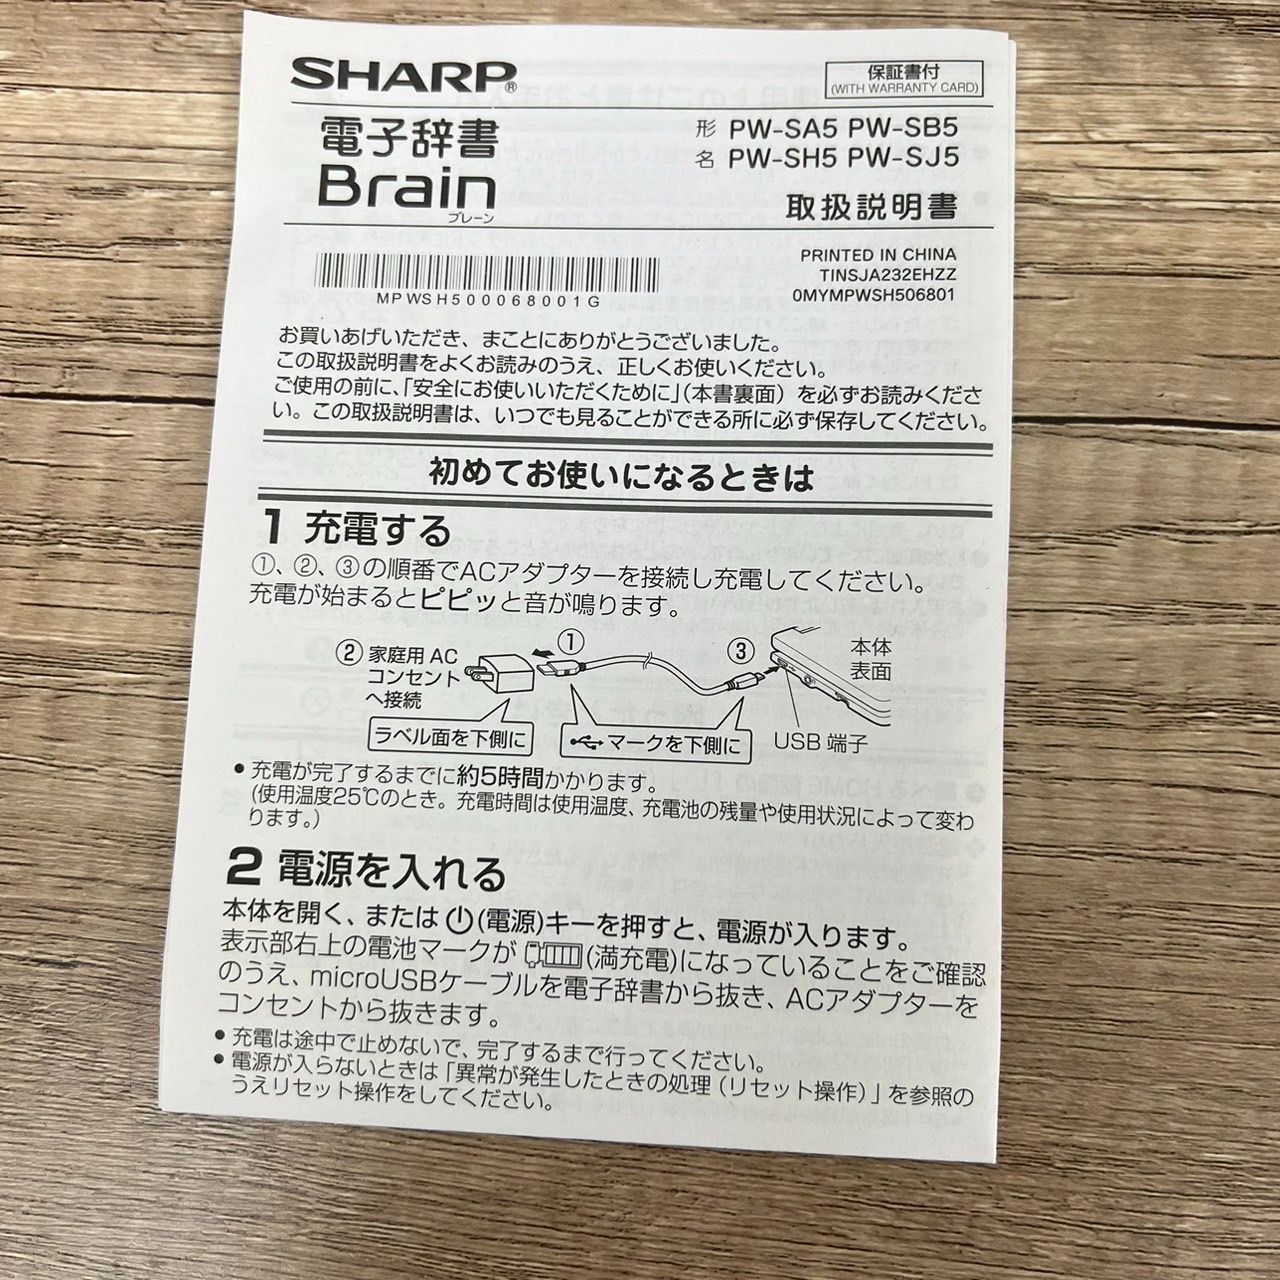 SHARP®
保証書付
(WITH WARRANTY CARD)
電子辞書
Brain
ブレーン
形名 PW-SA5 PW-SB5
PW-SH5 PW-SJ5
取扱説明書
MPWSH5000068001G
PRINTED IN CHINA
TINSJA232EHZZ
0MYMPWSH506801
お買いあげいただき、まことにありがとうございました。
この取扱説明書をよくお読みのうえ、正しくお使いください。
ご使用の前に、「安全にお使いいただくために」(本書裏面)を必ずお読みくださ
い。この取扱説明書は、いつでも見ることができる所に必ず保存してください。
初めてお使いになるときは
1 充電する
①、②、③の順番でACアダプターを接続し充電してください。
充電が始まるとピピッと音が鳴ります。
② 家庭用 AC
コンセント
へ接続
①
③
本体
表面
ラベル面を下側に
マークを下側に
USB 端子
• 充電が完了するまでに約5時間かかります。
(使用温度25℃のとき。充電時間は使用温度、充電池の残量や使用状況によって変わ
ります。)
2 電源を入れる
本体を開く、または(電源)キーを押すと、電源が入ります。
表示部右上の電池マークが(満充電)になっていることをご確認
のうえ、microUSBケーブルを電子辞書から抜き、ACアダプターを
コンセントから抜きます。
• 充電は途中で止めないで、完了するまで行ってください。
• 電源が入らないときは「異常が発生したときの処理(リセット操作)」を参照の
うえリセット操作をしてください。